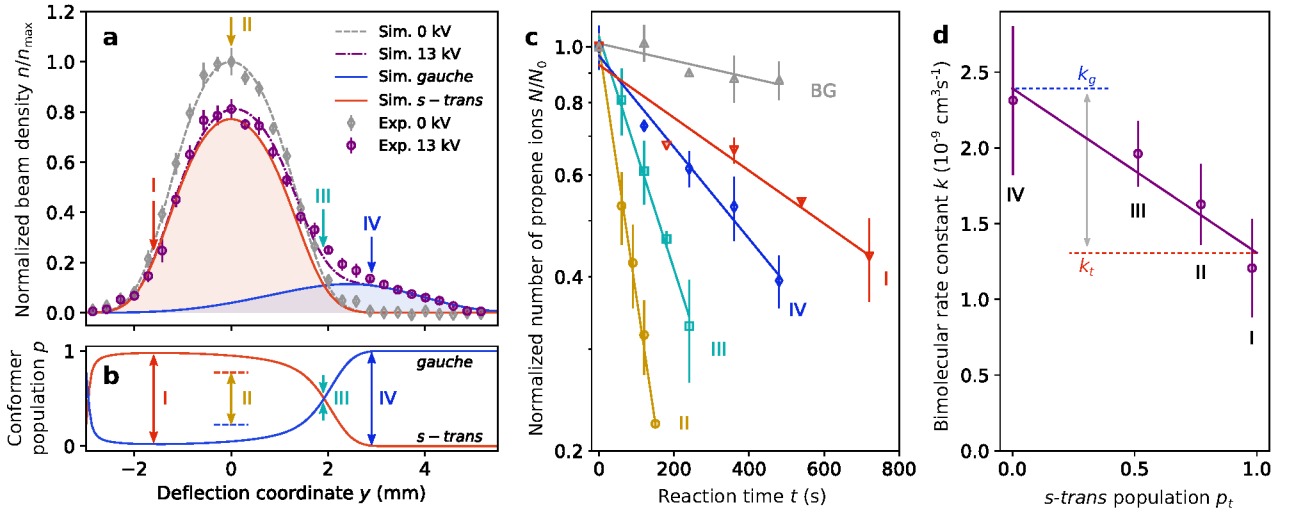 a
II
I
III
IV
Sim. 0 kV
Sim. 13 kV
Sim. gauche
Sim. s − trans
Exp. 0 kV
Exp. 13 kV
Normalized beam density n/nmax
1.2
1.0
0.8
0.6
0.4
0.2
0.0
b
I
II
III
IV
gauche
s − trans
Conformer
population p
1
0
−2
0
2
4
Deflection coordinate y (mm)
c
BG
I
IV
III
II
Normalized number of propene ions N/N0
1.0
0.8
0.6
0.4
0.2
0
200
400
600
800
Reaction time t (s)
d
kg
kt
IV
III
II
I
Bimolecular rate constant k (10-9 cm3s-1)
2.5
2.0
1.5
1.0
0.5
0.0
0.0
0.5
1.0
s-trans population pt